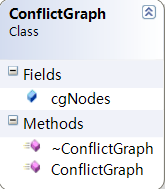 ConflictGraph
Class
Fields
cgNodes
Methods
~ConflictGraph
ConflictGraph